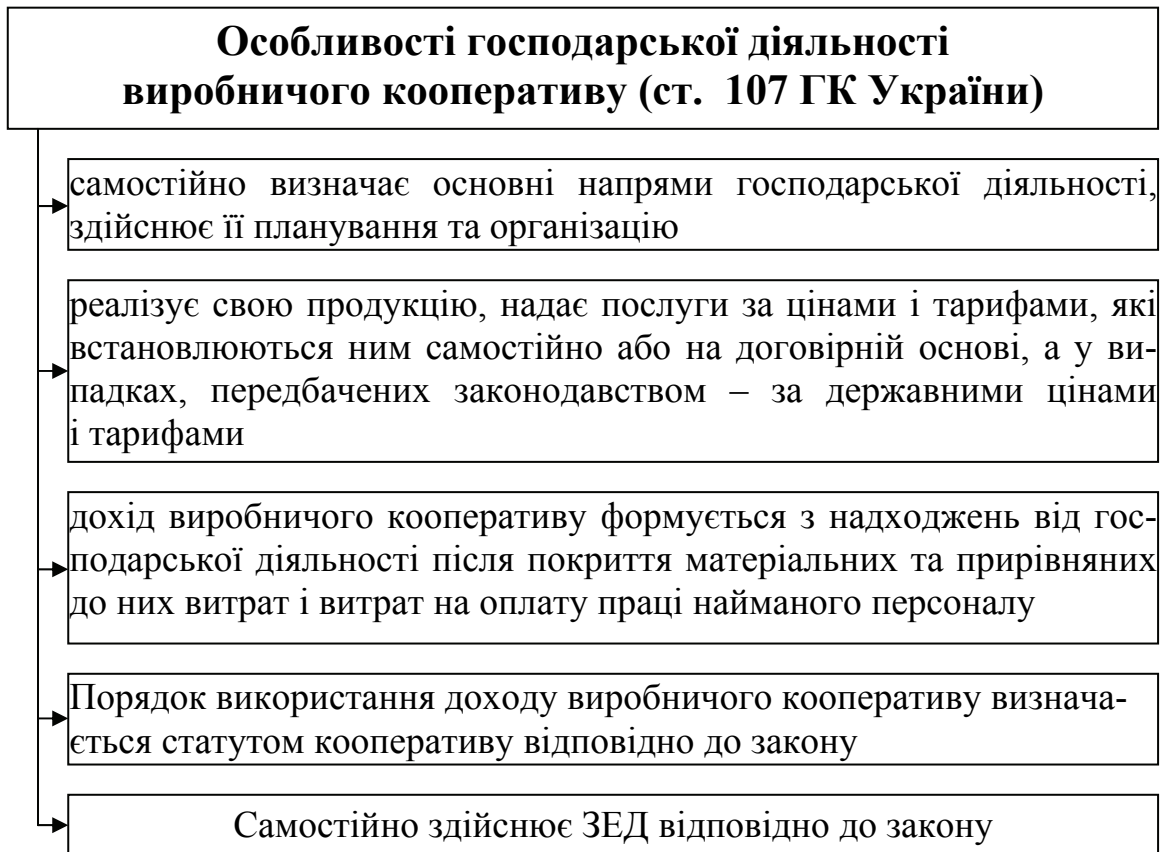 Особливості господарської діяльності
виробничого кооперативу (ст. 107 ГК України)
самостійно визначає основні напрями господарської діяльності,
здійснює її планування та організацію
реалізує свою продукцію, надає послуги за цінами і тарифами, які
встановлюються ним самостійно або на договірній основі, а у ви-
падках, передбачених законодавством – за державними цінами
і тарифами
дохід виробничого кооперативу формується з надходжень від гос-
подарської діяльності після покриття матеріальних та прирівняних
до них витрат і витрат на оплату праці найманого персоналу
Порядок використання доходу виробничого кооперативу визнача-
ється статутом кооперативу відповідно до закону
Самостійно здійснює ЗЕД відповідно до закону